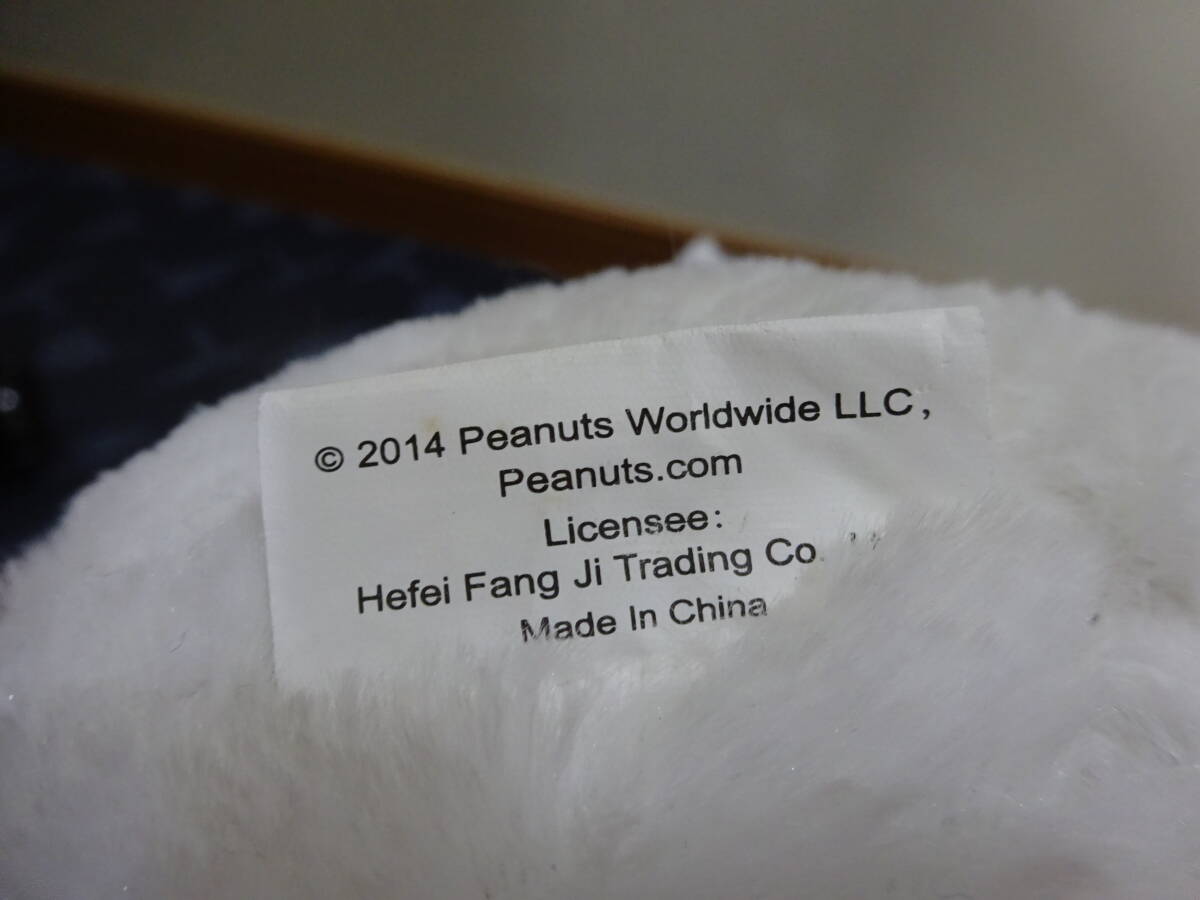 © 2014 Peanuts Worldwide LLC,
Peanuts.com
Licensee:
Hefei Fang Ji Trading Co.
Made In China